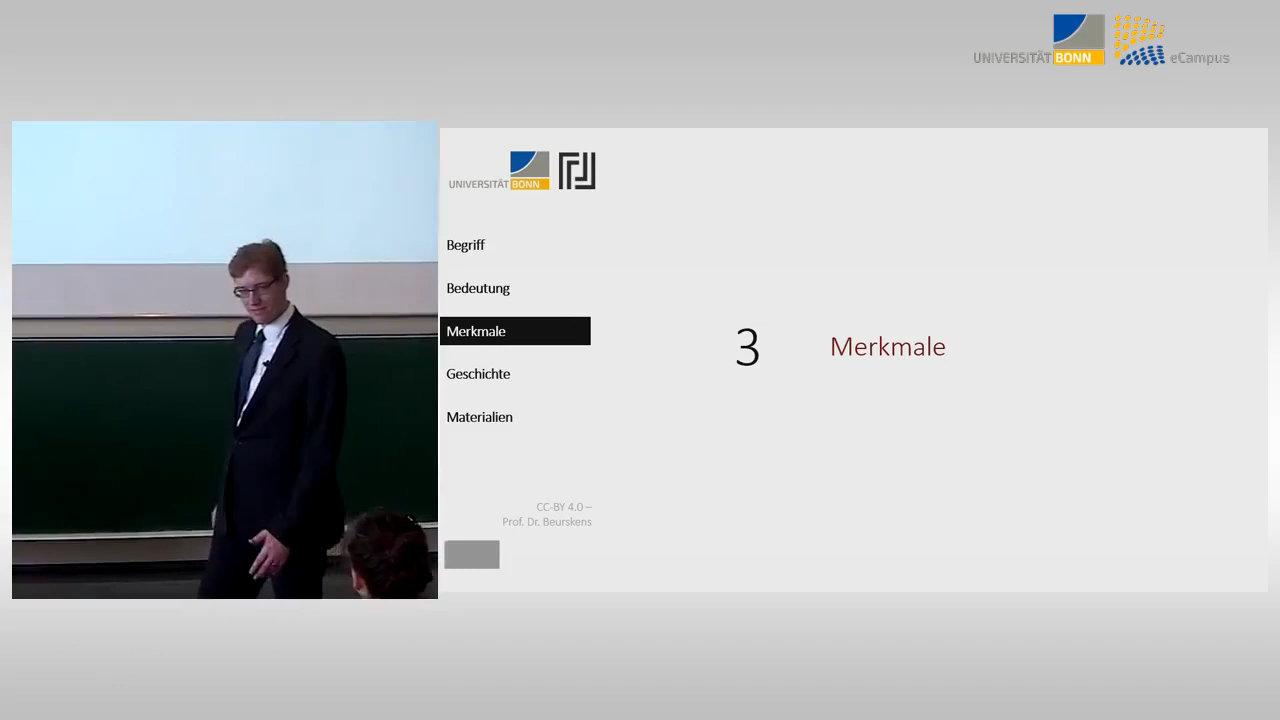 UNIVERSITÄT BONN eCampus
UNIVERSITÄT BONN
Begriff
Bedeutung
Merkmale
Geschichte
Materialien
3 Merkmale
CC-BY 4.0 –
Prof. Dr. Beurskens